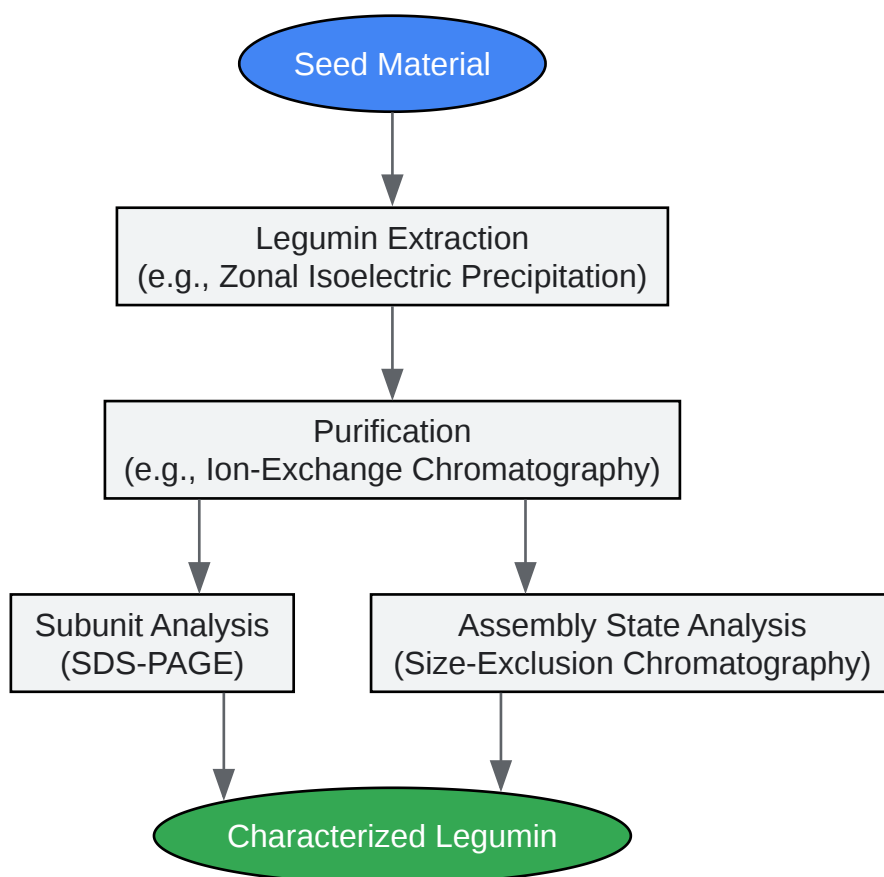 Seed Material
Legumin Extraction
(e.g., Zonal Isoelectric Precipitation)
Purification
(e.g., Ion-Exchange Chromatography)
Subunit Analysis
(SDS-PAGE)
Assembly State Analysis
(Size-Exclusion Chromatography)
Characterized Legumin